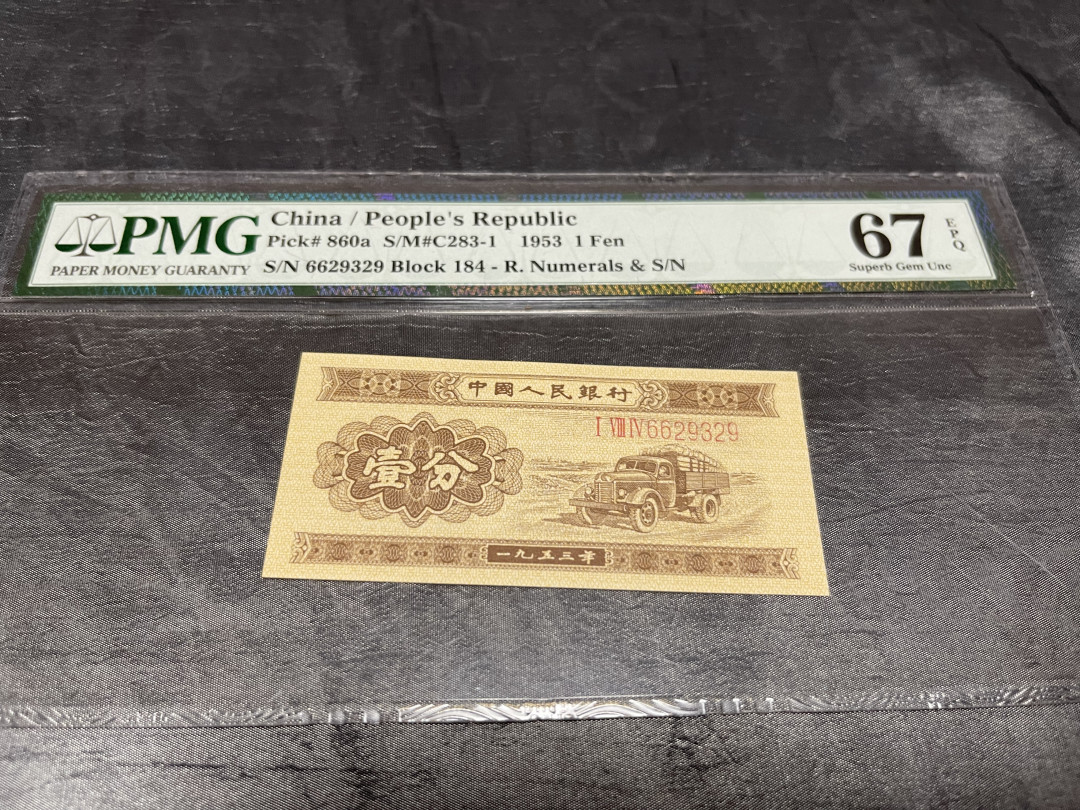 PMG
PAPER MONEY GUARANTY
China / People's Republic
Pick# 860a S/M#C283-1 1953 1 Fen
S/N 6629329 Block 184 - R. Numerals & S/N
67
EPQ
Superb Gem Unc
中國人民銀行
I VIII IV 6629329
壹分
一九五三年